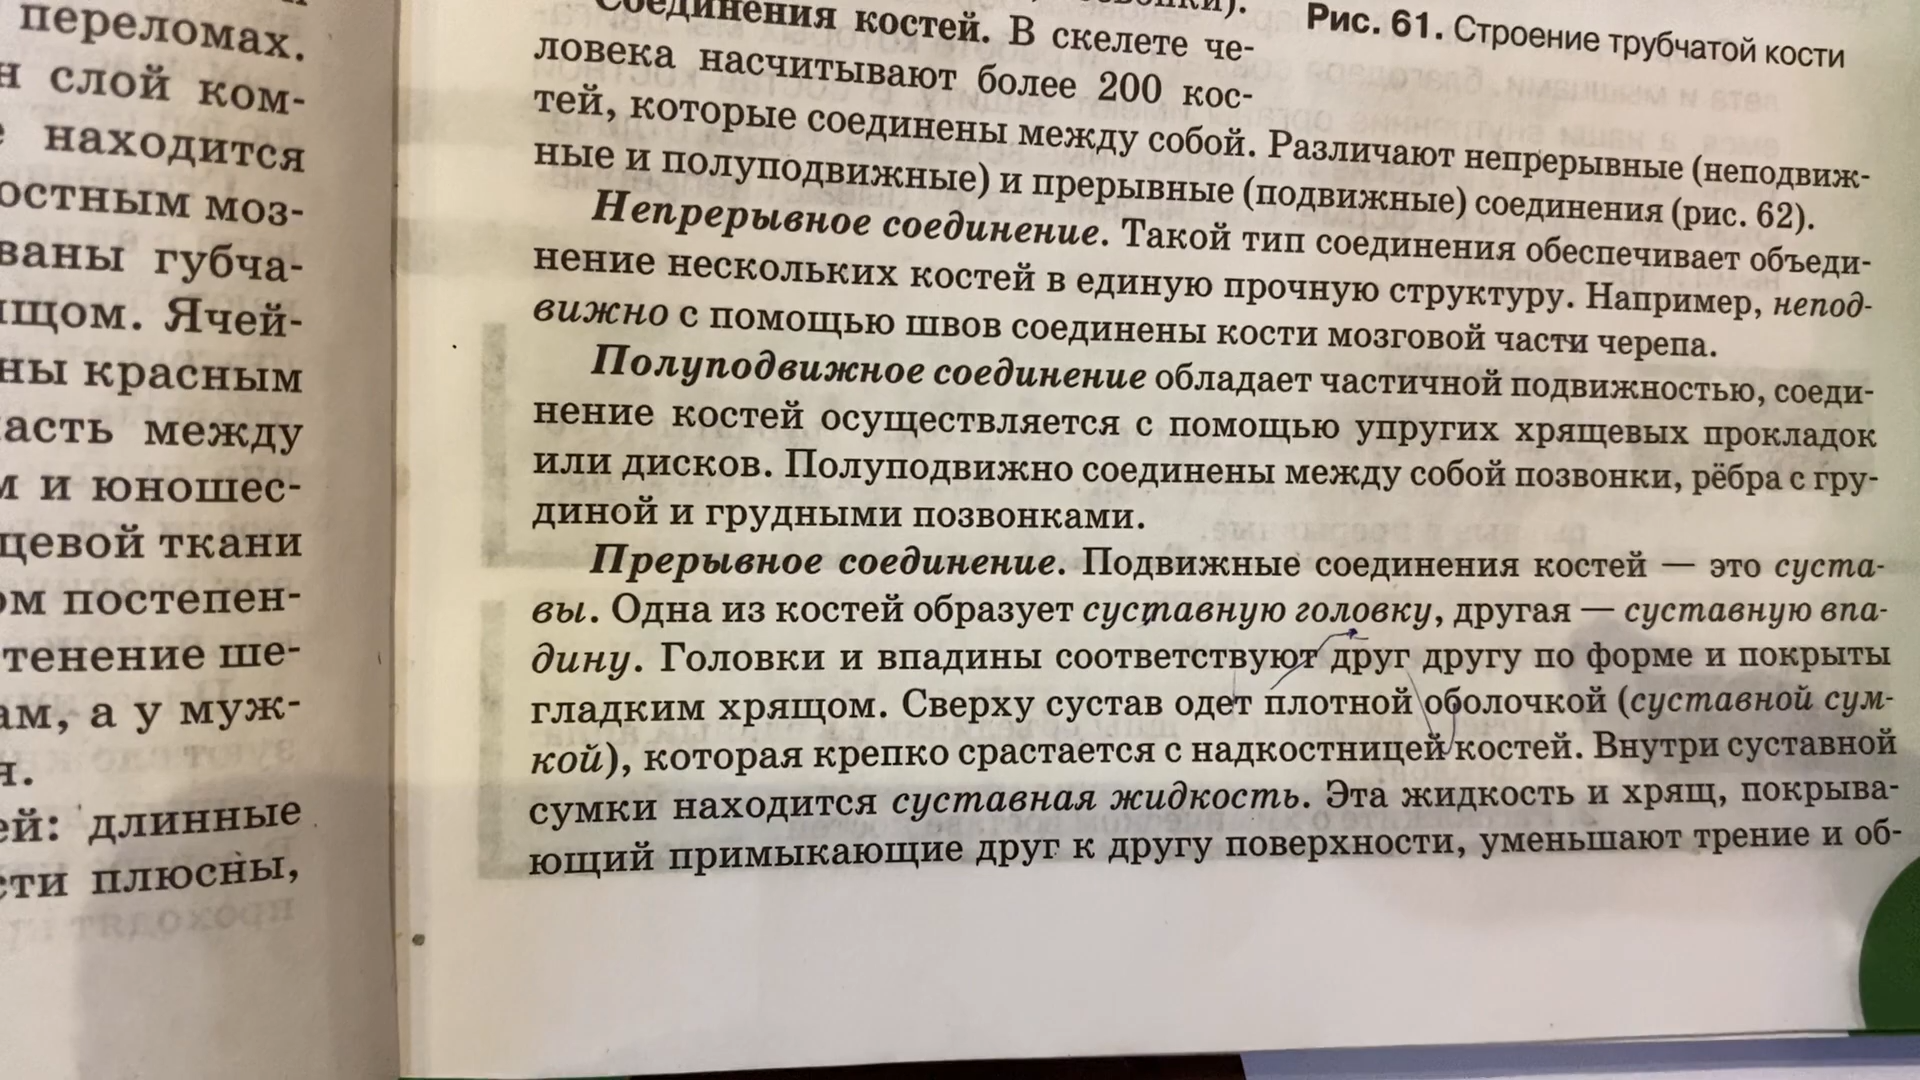 переломах.
слой ком-
находится
остным моз-
ваны губча-
щом. Ячей-
ны красным
асть между
и юношес-
цевой ткани
ом постепен-
тенение ше-
ам, а у муж-
я.
ей: длинные
сти плюсны,
Рис. 61. Строение трубчатой кости
Соединения костей. В скелете че-
ловека насчитывают более 200 кос-
тей, которые соединены между собой. Различают непрерывные (неподвиж-
ные и полуподвижные) и прерывные (подвижные) соединения (рис. 62).
Непрерывное соединение. Такой тип соединения обеспечивает объеди-
нение нескольких костей в единую прочную структуру. Например, непод-
вижно с помощью швов соединены кости мозговой части черепа.
Полуподвижное соединение обладает частичной подвижностью, соеди-
нение костей осуществляется с помощью упругих хрящевых прокладок
или дисков. Полуподвижно соединены между собой позвонки, рёбра с гру-
диной и грудными позвонками.
Прерывное соединение. Подвижные соединения костей — это суста-
вы. Одна из костей образует суставную головку, другая — суставную впа-
дину. Головки и впадины соответствуют друг другу по форме и покрыты
гладким хрящом. Сверху сустав одет плотной оболочкой (суставной сум-
кой), которая крепко срастается с надкостницей костей. Внутри суставной
сумки находится суставная жидкость. Эта жидкость и хрящ, покрыва-
ющий примыкающие друг к другу поверхности, уменьшают трение и об-